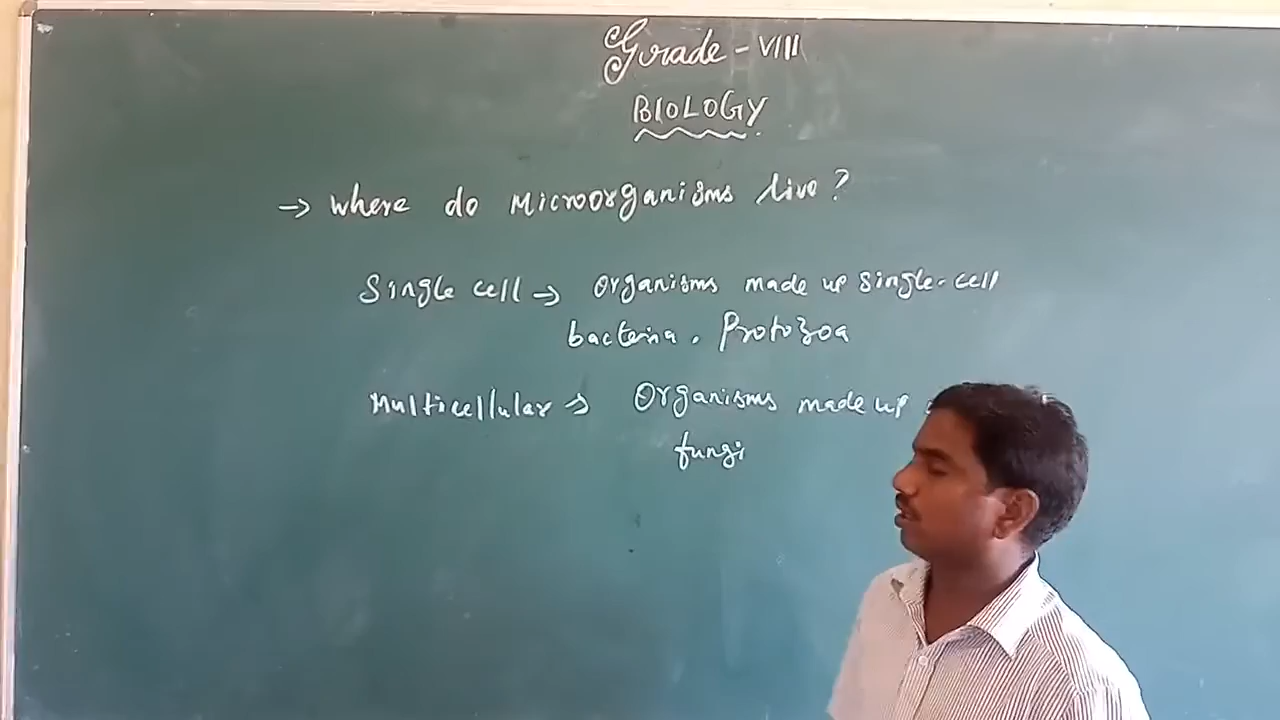 Grade - VIII
BIOLOGY
→ Where do Microorganisms live?
Single cell → Organisms made up single-cell
bacteria, Protozoa
Multicellular → Organisms made up
fungi